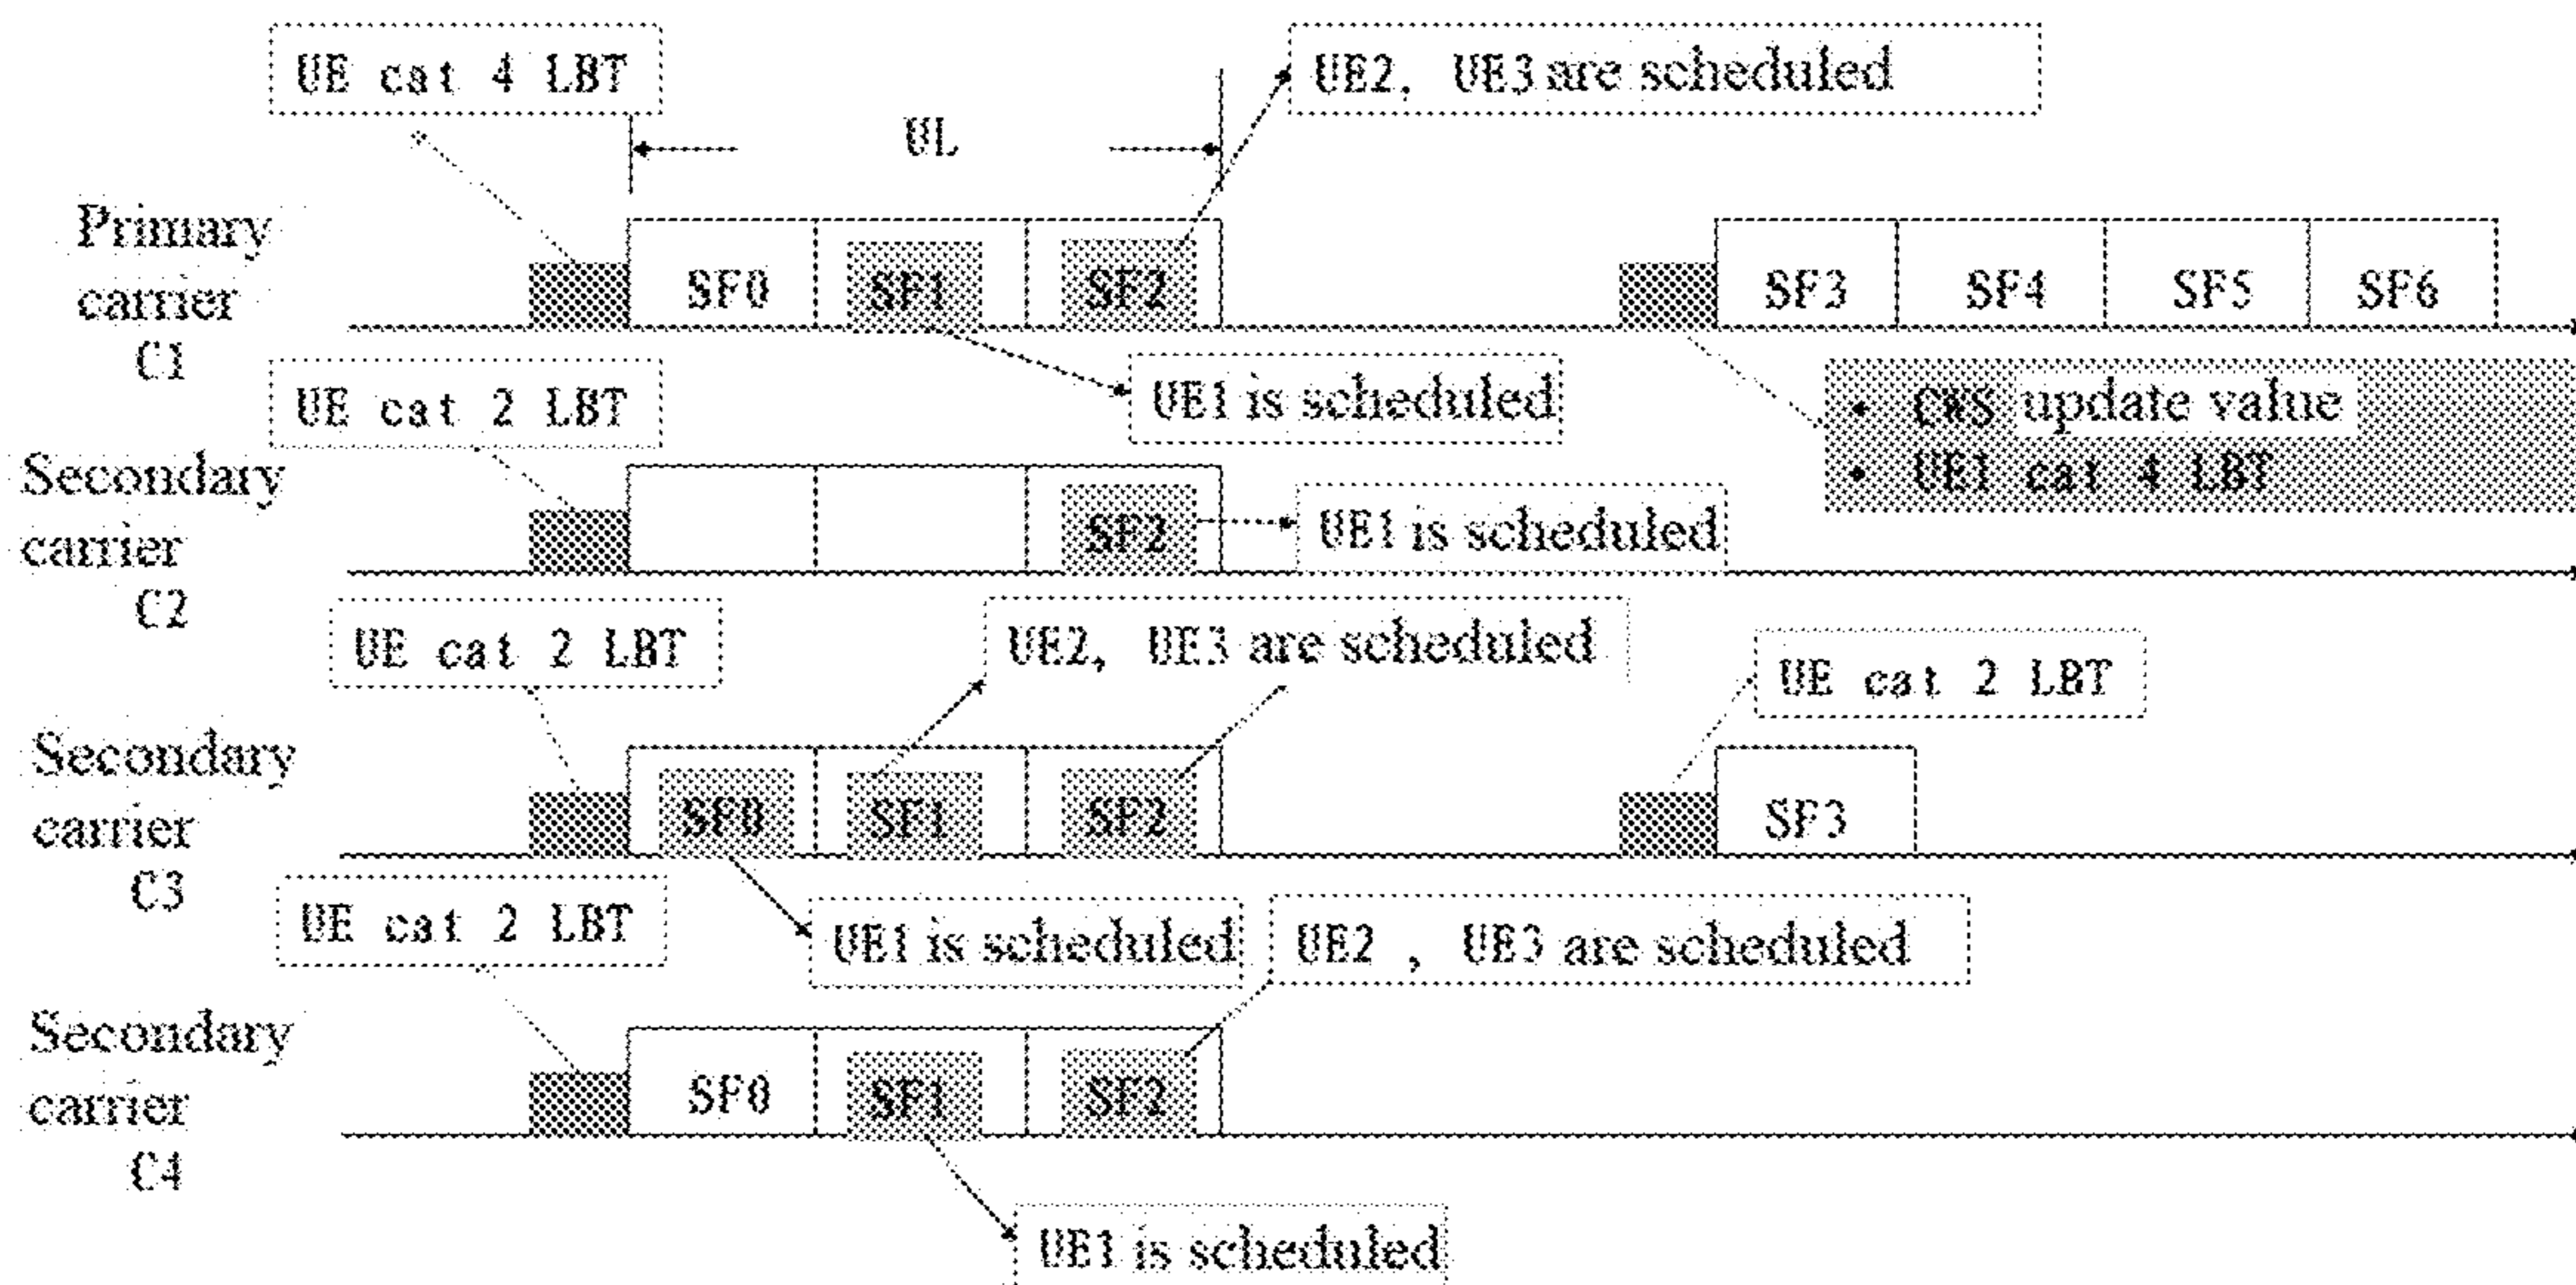 UE cat 4 LBT
UE2, UE3 are scheduled
UL
Primary
carrier
C1
SF0
SF1
SF2
SF3
SF4
SF5
SF6
UE1 is scheduled
• CWS update value
• UE1 cat 4 LBT
UE cat 2 LBT
Secondary
carrier
C2
SF2
UE1 is scheduled
UE cat 2 LBT
UE2, UE3 are scheduled
UE cat 2 LBT
Secondary
carrier
C3
SF0
SF1
SF2
SF3
UE1 is scheduled
UE cat 2 LBT
UE2 , UE3 are scheduled
Secondary
carrier
C4
SF0
SF1
SF2
UE1 is scheduled